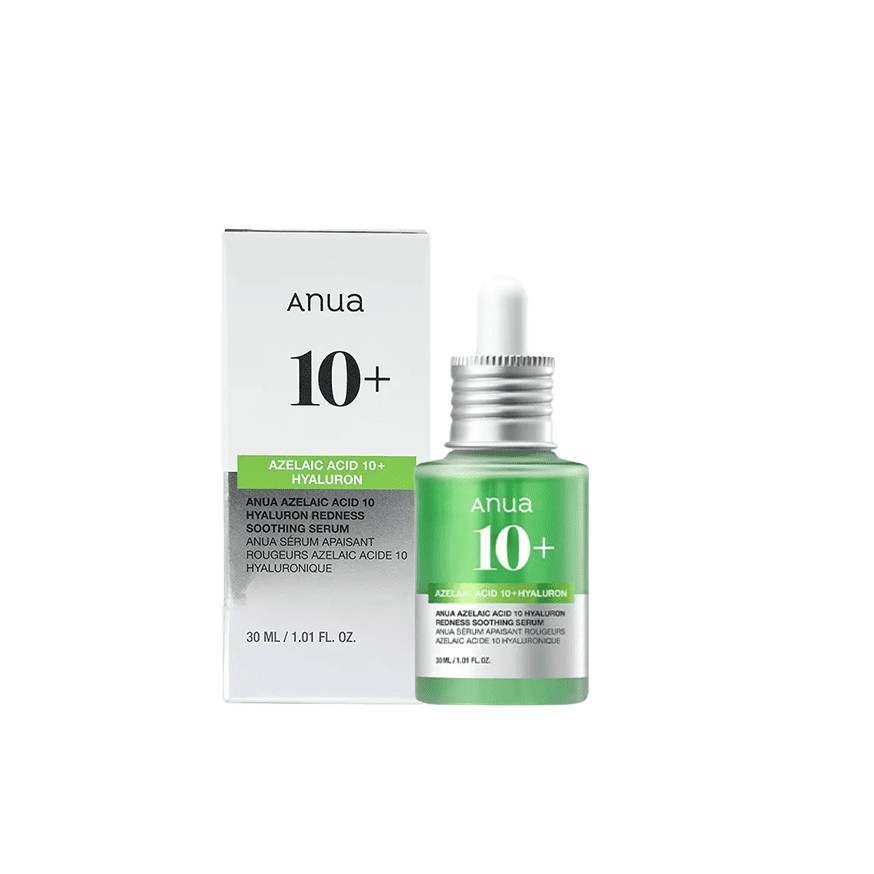 Anua
10+
AZELAIC ACID 10+
HYALURON
ANUA AZELAIC ACID 10
HYALURON REDNESS
SOOTHING SERUM
ANUA SÉRUM APAISANT
ROUGEURS AZELAIC ACIDE 10
HYALURONIQUE
30 ML / 1.01 FL. OZ.
Anua
10+
AZELAIC ACID 10+HYALURON
ANUA AZELAIC ACID 10 HYALURON
REDNESS SOOTHING SERUM
ANUA SÉRUM APAISANT ROUGEURS
AZELAIC ACIDE 10 HYALURONIQUE
30 ML / 1.01 FL. OZ.